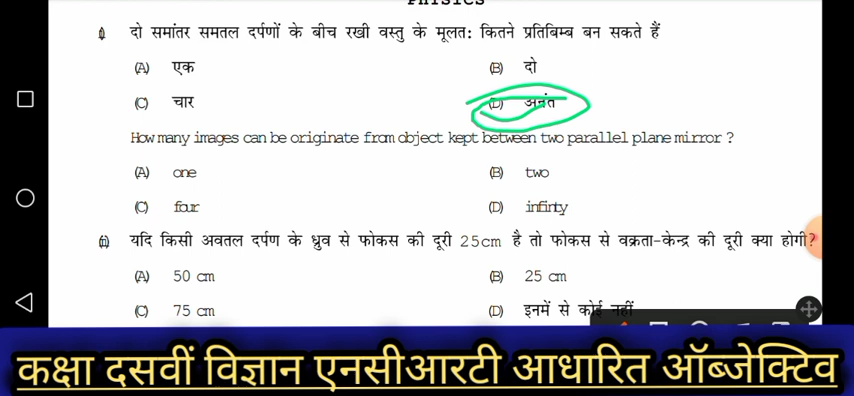 PHYSICS
(i) दो समांतर समतल दर्पणों के बीच रखी वस्तु के मूलत: कितने प्रतिबिम्ब बन सकते हैं
(A) एक (B) दो
(C) चार (D) अनंत
How many images can be originate from object kept between two parallel plane mirror ?
(A) one (B) two
(C) four (D) infinty
(ii) यदि किसी अवतल दर्पण के ध्रुव से फोकस की दूरी 25cm है तो फोकस से वक्रता-केन्द्र की दूरी क्या होगी?
(A) 50 cm (B) 25 cm
(C) 75 cm (D) इनमें से कोई नहीं
कक्षा दसवीं विज्ञान एनसीआरटी आधारित ऑब्जेक्टिव